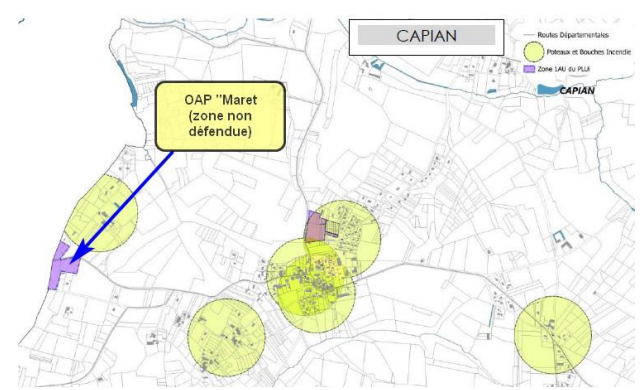 CAPIAN
Routes Départementales
Poteaux et Bouches Incendie
Zone 1AU du PLUi
CAPIAN
OAP "Maret
(zone non
défendue)